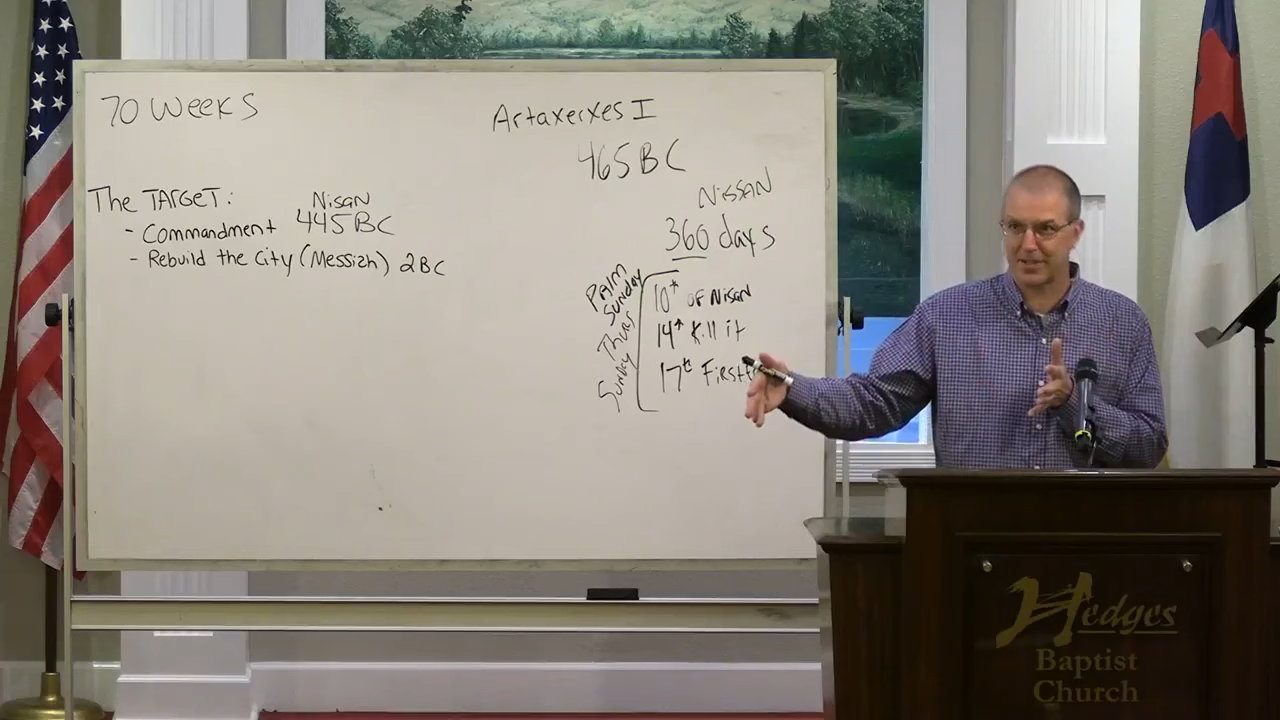 70 Weeks
Artaxerxes I
465 BC
The TARGET:
Nisan
- Commandment 445 BC
- Rebuild the City (Messiah) 2 BC
NISSAN
360 days
Palm Sunday
Thurs
Sunday
10th of Nisan
14th Kill it
17th
Hedges
Baptist
Church